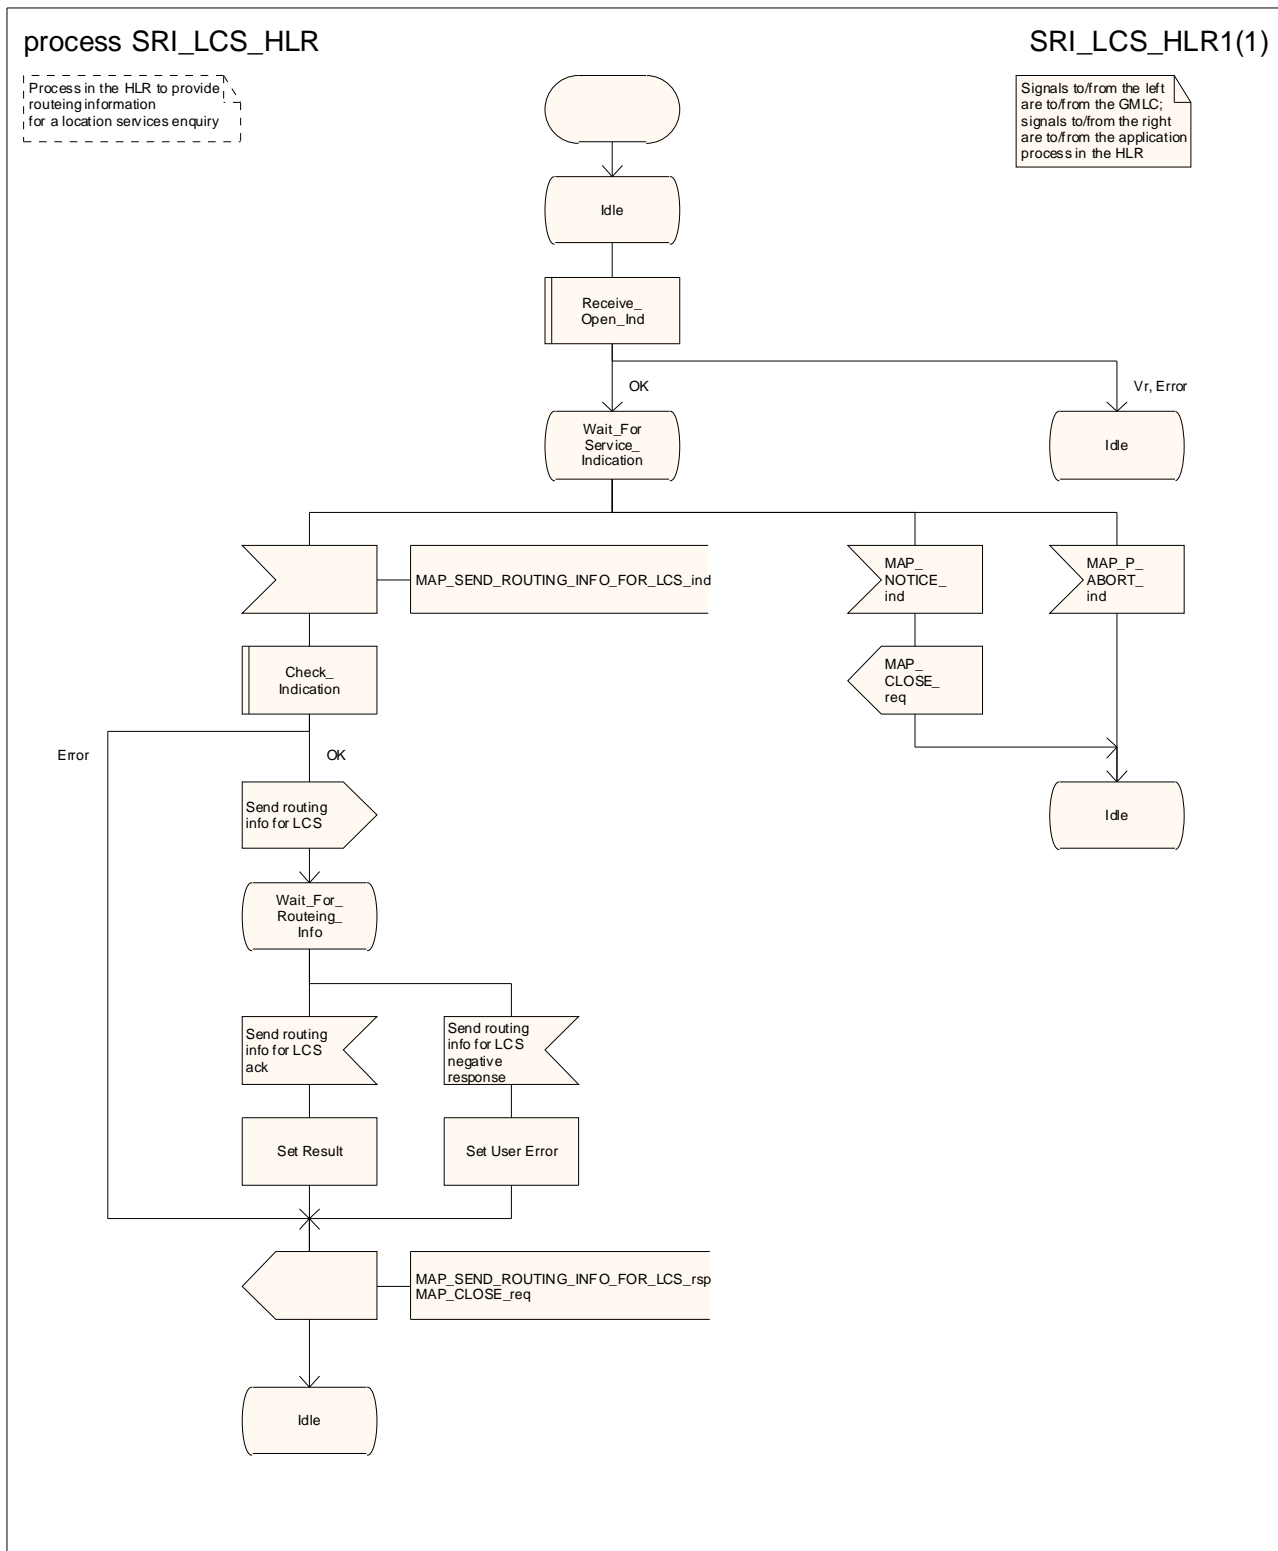 process SRI_LCS_HLR
SRI_LCS_HLR1(1)
Process in the HLR to provide
routeing information
for a location services enquiry
Signals to/from the left
are to/from the GMLC;
signals to/from the right
are to/from the application
process in the HLR
Idle
Receive_
Open_Ind
OK
Vr, Error
Wait_For
Service_
Indication
Idle
MAP_SEND_ROUTING_INFO_FOR_LCS_ind
MAP_
NOTICE_
ind
MAP_P_
ABORT_
ind
Check_
Indication
MAP_
CLOSE_
req
Error
OK
Send routing
info for LCS
Idle
Wait_For_
Routeing_
Info
Send routing
info for LCS
ack
Send routing
info for LCS
negative
response
Set Result
Set User Error
MAP_SEND_ROUTING_INFO_FOR_LCS_rsp
MAP_CLOSE_req
Idle